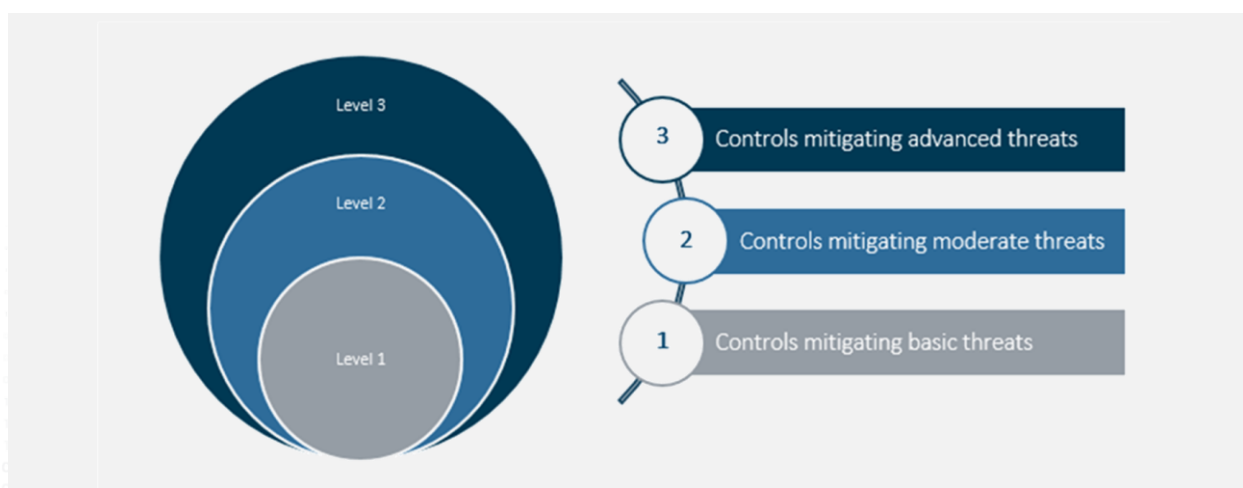 Level 3
Level 2
Level 1
3
Controls mitigating advanced threats
2
Controls mitigating moderate threats
1
Controls mitigating basic threats